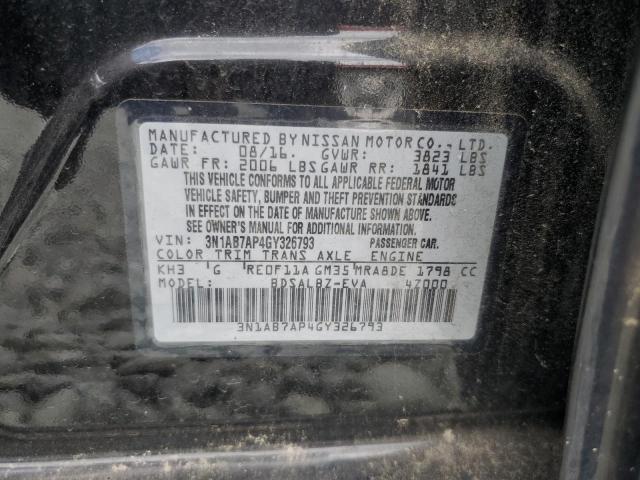 MANUFACTURED BY NISSAN MOTOR CO., LTD.
DATE: 08/16. GVWR: 3823 LBS
GAWR FR: 2006 LBS GAWR RR: 1841 LBS
THIS VEHICLE CONFORMS TO ALL APPLICABLE FEDERAL MOTOR
VEHICLE SAFETY, BUMPER, AND THEFT PREVENTION STANDARDS
IN EFFECT ON THE DATE OF MANUFACTURE SHOWN ABOVE.
SEE OWNER'S MANUAL FOR ADDITIONAL INFORMATION.
VIN: 3N1AB7AP4GY326793 PASSENGER CAR.
COLOR TRIM TRANS AXLE ENGINE
KH3 G RE0F11A GM35 MRA8DE 1798 CC
MODEL: BDSALBZ-EVA 4Z000
3N1AB7AP4GY326793